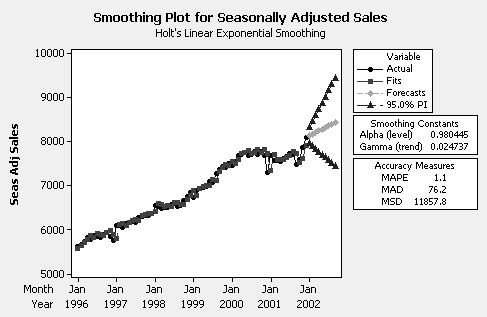 Smoothing Plot for Seasonally Adjusted Sales
Holt's Linear Exponential Smoothing
Seas Adj Sales
10000
9000
8000
7000
6000
5000
Month Jan Jan Jan Jan Jan Jan Jan
Year 1996 1997 1998 1999 2000 2001 2002
Variable
Actual
Fits
Forecasts
95.0% PI
Smoothing Constants
Alpha (level) 0.980445
Gamma (trend) 0.024737
Accuracy Measures
MAPE 1.1
MAD 76.2
MSD 11857.8